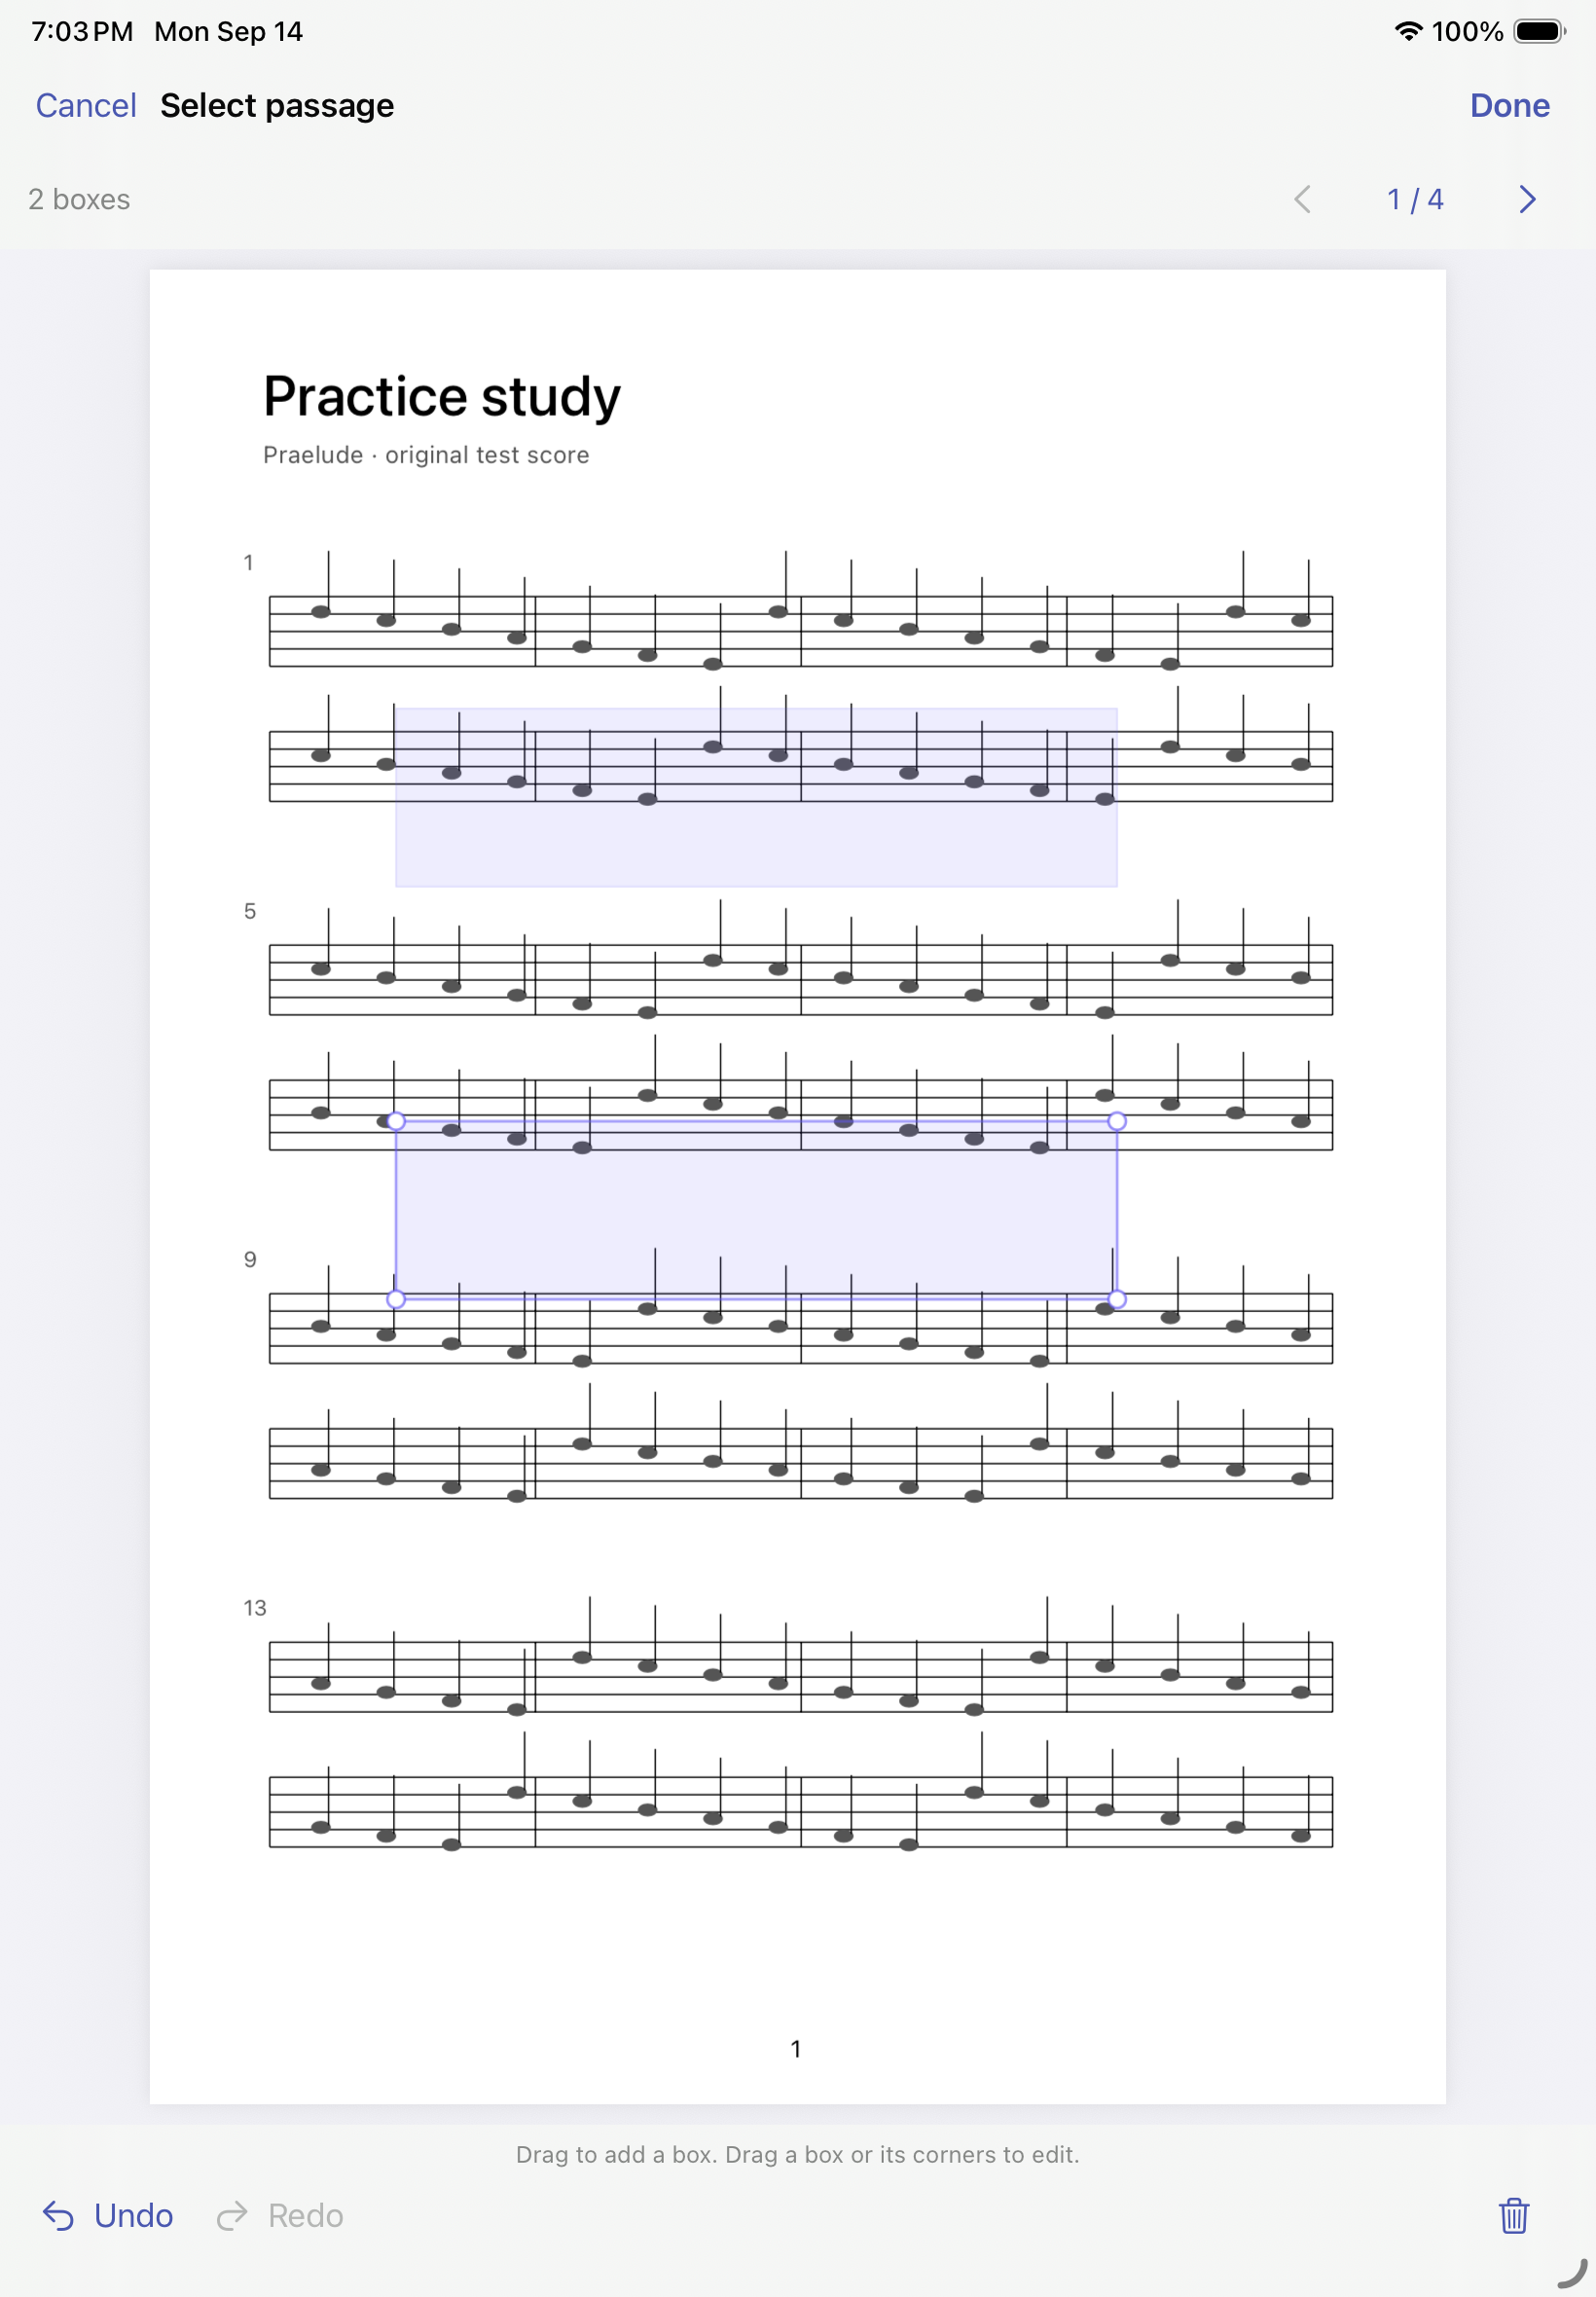 7:03 PM Mon Sep 14 100%
Cancel Select passage Done
2 boxes 1 / 4
Practice study
Praelude · original test score
1
5
9
13
1
Drag to add a box. Drag a box or its corners to edit.
Undo Redo